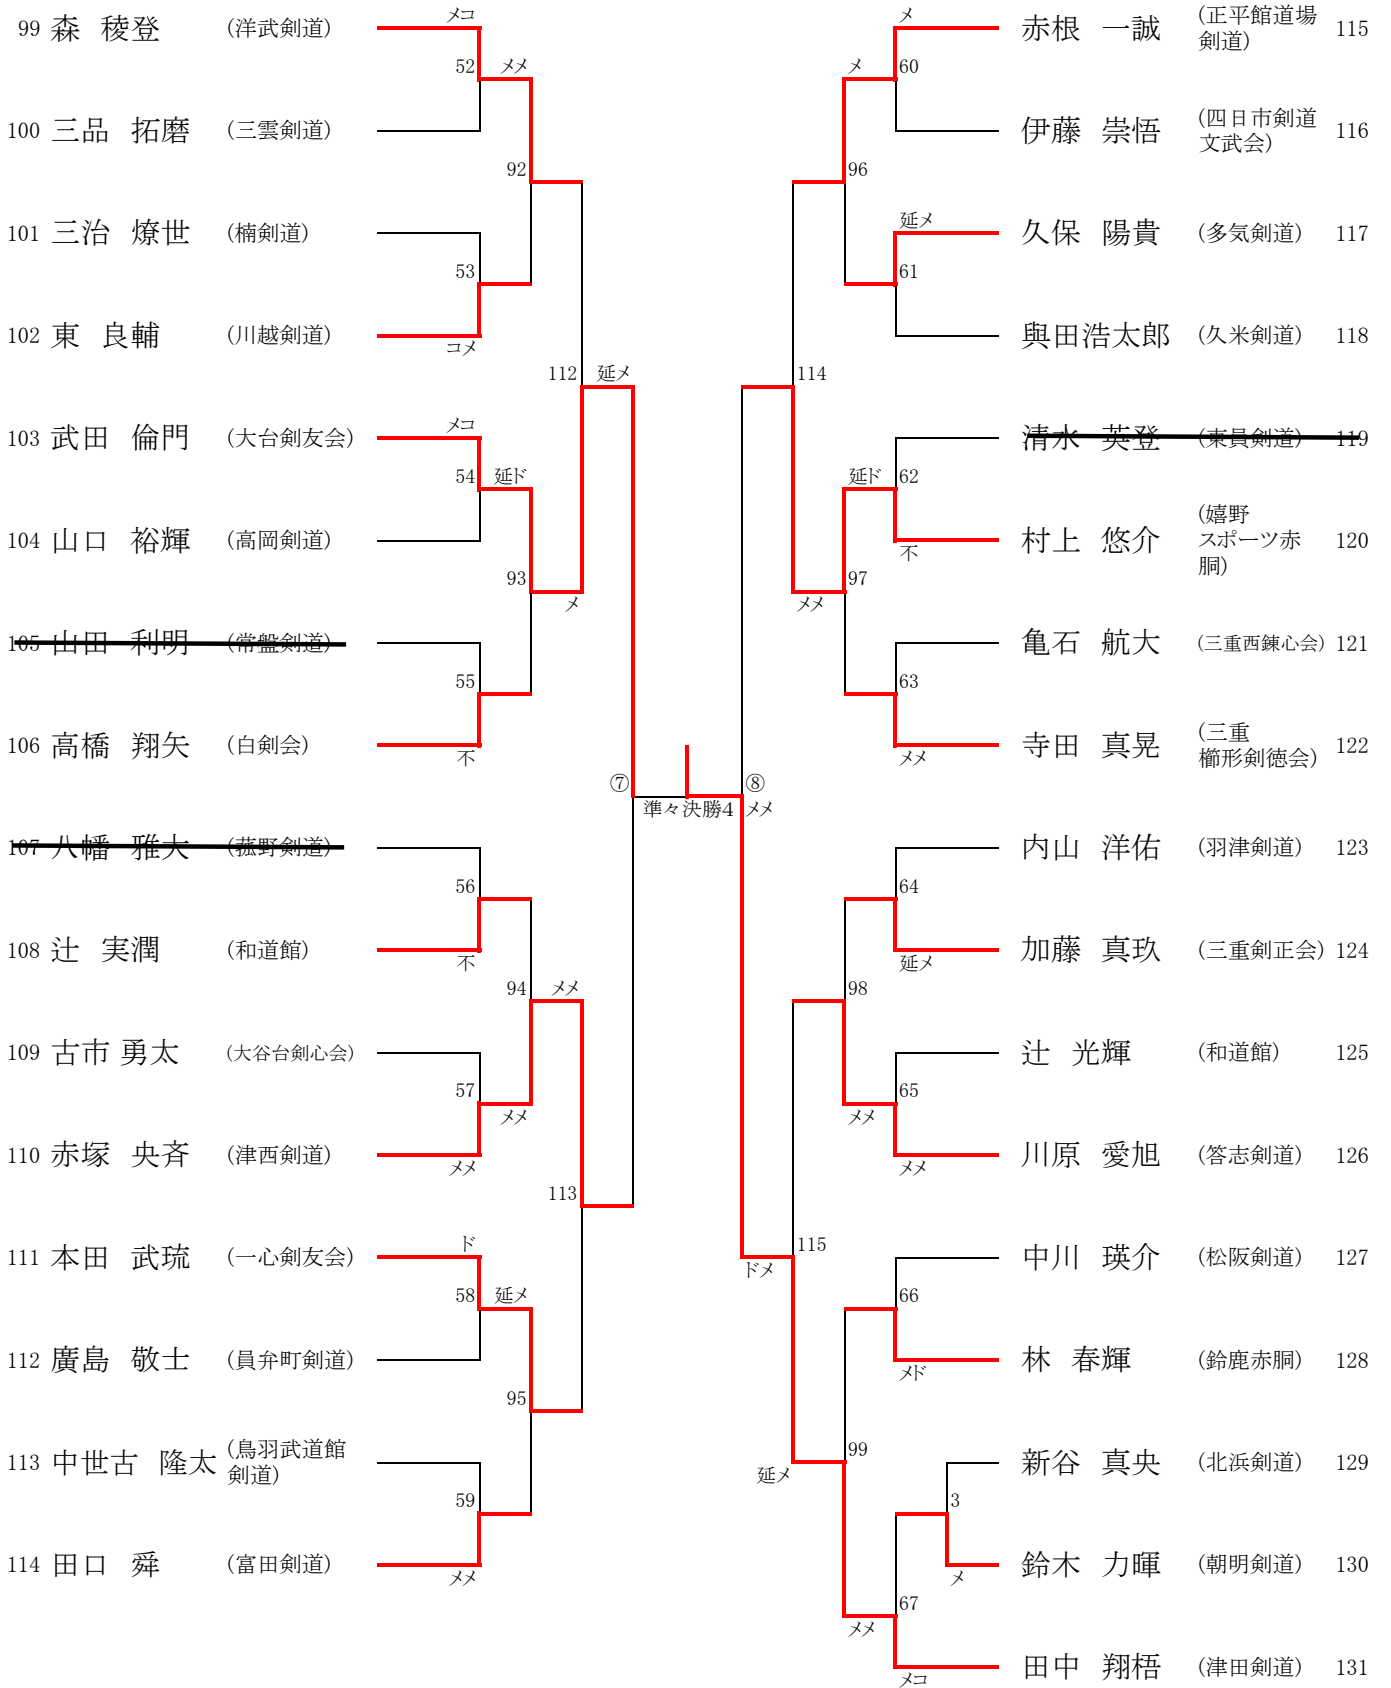 99 森 稜登 (洋武剣道)
メコ
52 メメ
100 三品 拓磨 (三雲剣道)
92
101 三治 燎世 (楠剣道)
53
102 東 良輔 (川越剣道)
コメ
112 延メ
103 武田 倫門 (大台剣友会)
メコ
54 延ド
104 山口 裕輝 (高岡剣道)
93
メ
105 山田 利明 (常盤剣道)
55
106 高橋 翔矢 (白剣会)
不
⑦
107 八幡 雅大 (菰野剣道)
56
108 辻 実潤 (和道館)
不
94 メメ
109 古市 勇太 (大谷台剣心会)
57
メメ
110 赤塚 央斉 (津西剣道)
メメ
113
111 本田 武琉 (一心剣友会)
ド
58 延メ
112 廣島 敬士 (員弁町剣道)
95
113 中世古 隆太 (鳥羽武道館
剣道)
59
114 田口 舜 (富田剣道)
メメ
準々決勝4
⑧
メメ
メ
赤根 一誠 (正平館道場
剣道) 115
メ 60
伊藤 崇悟 (四日市剣道
文武会) 116
96
延メ
久保 陽貴 (多気剣道) 117
61
與田浩太郎 (久米剣道) 118
114
清水 英登 (東員剣道) 119
延ド 62
村上 悠介 (嬉野
スポーツ赤
胴) 120
不
97
メメ
亀石 航大 (三重西錬心会) 121
63
寺田 真晃 (三重
櫛形剣徳会) 122
メメ
内山 洋佑 (羽津剣道) 123
64
加藤 真玖 (三重剣正会) 124
延メ
98
辻 光輝 (和道館) 125
65
メメ
川原 愛旭 (答志剣道) 126
メメ
115
ドメ
中川 瑛介 (松阪剣道) 127
66
林 春輝 (鈴鹿赤胴) 128
メド
99
延メ
新谷 真央 (北浜剣道) 129
3
鈴木 力暉 (朝明剣道) 130
メ
67
メメ
田中 翔梧 (津田剣道) 131
メコ